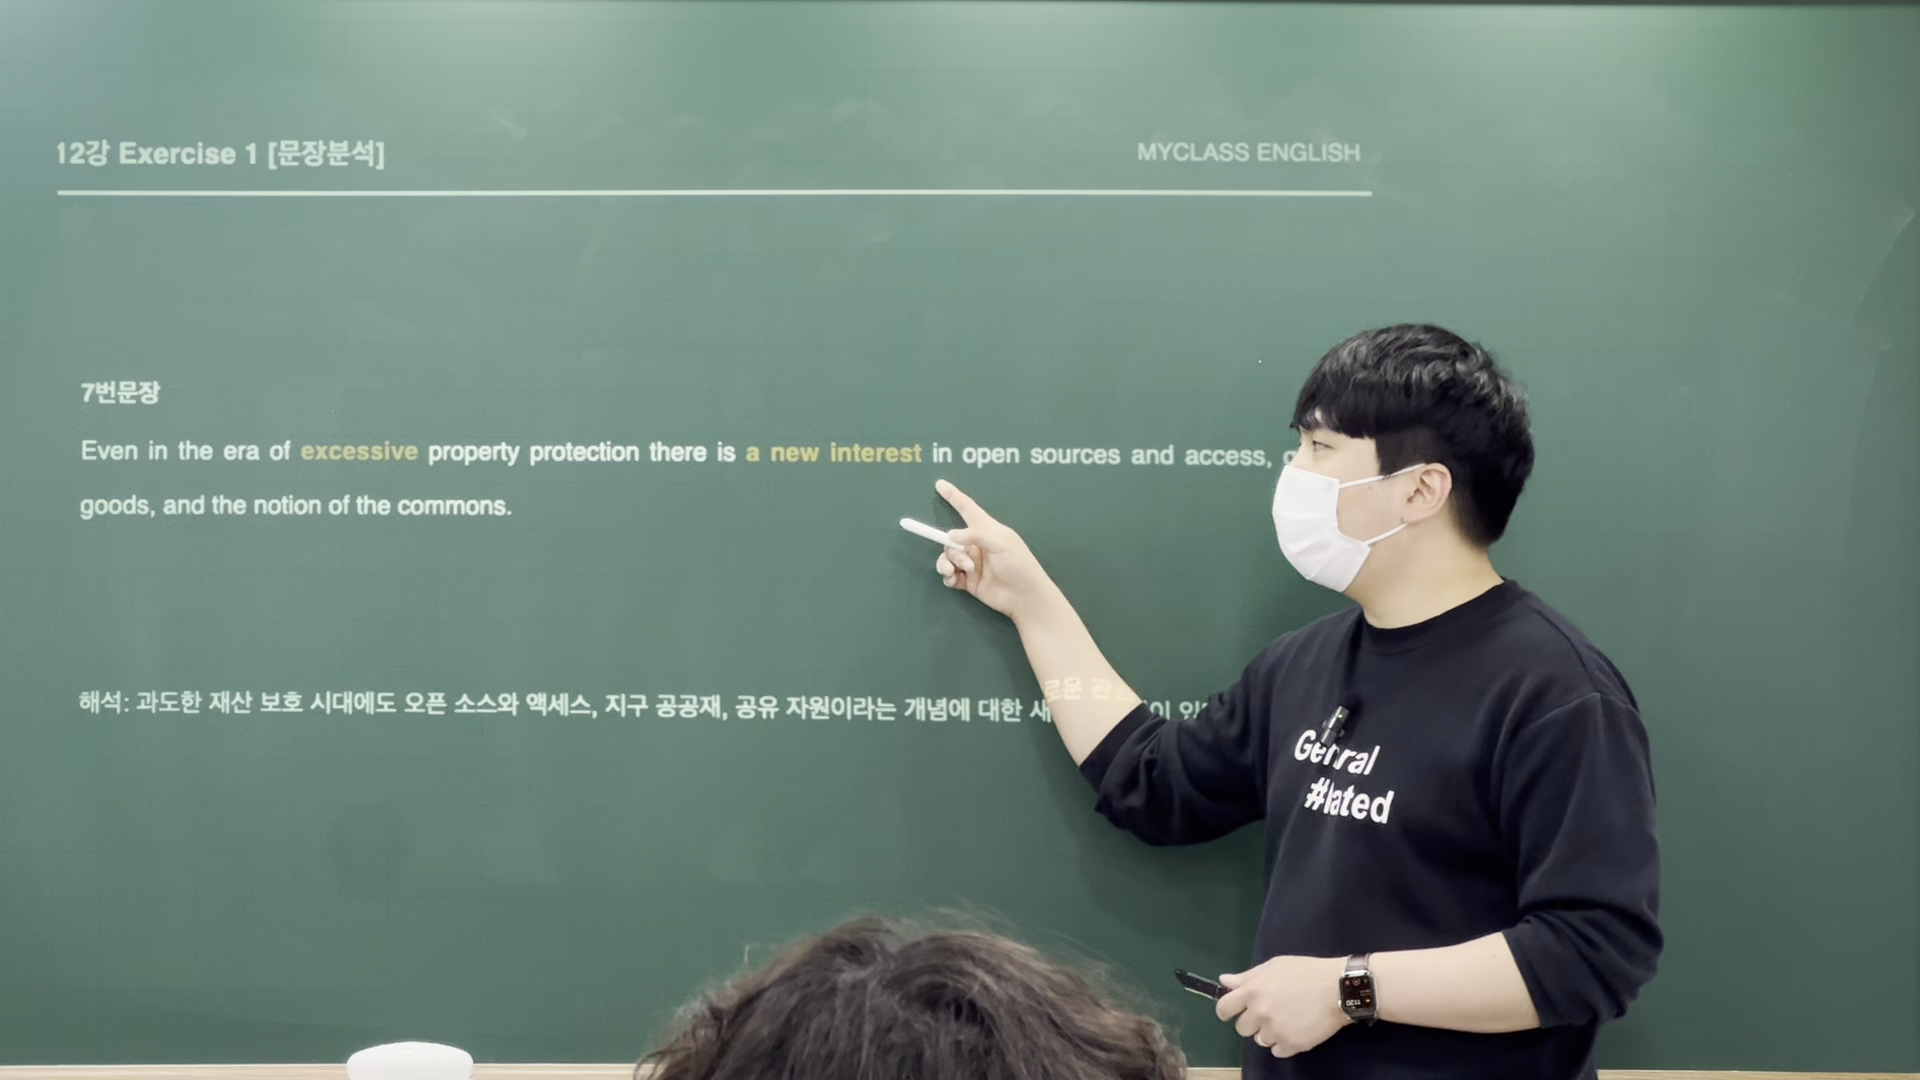 12강 Exercise 1 [문장분석]
MYCLASS ENGLISH
7번문장
Even in the era of excessive property protection there is a new interest in open sources and access,
goods, and the notion of the commons.
해석: 과도한 재산 보호 시대에도 오픈 소스와 액세스, 지구 공공재, 공유 자원이라는 개념에 대한 새로운
General